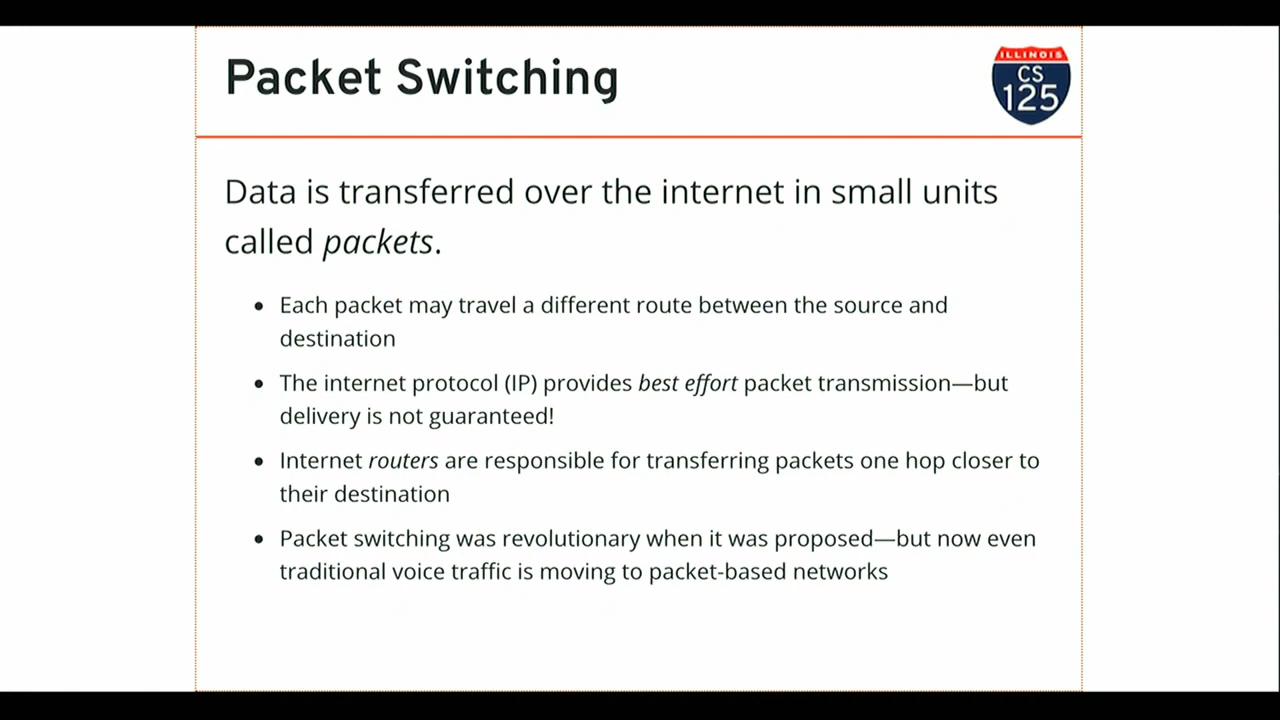 Packet Switching
ILLINOIS
CS
125
Data is transferred over the internet in small units
called packets.
• Each packet may travel a different route between the source and
destination
• The internet protocol (IP) provides best effort packet transmission—but
delivery is not guaranteed!
• Internet routers are responsible for transferring packets one hop closer to
their destination
• Packet switching was revolutionary when it was proposed—but now even
traditional voice traffic is moving to packet-based networks